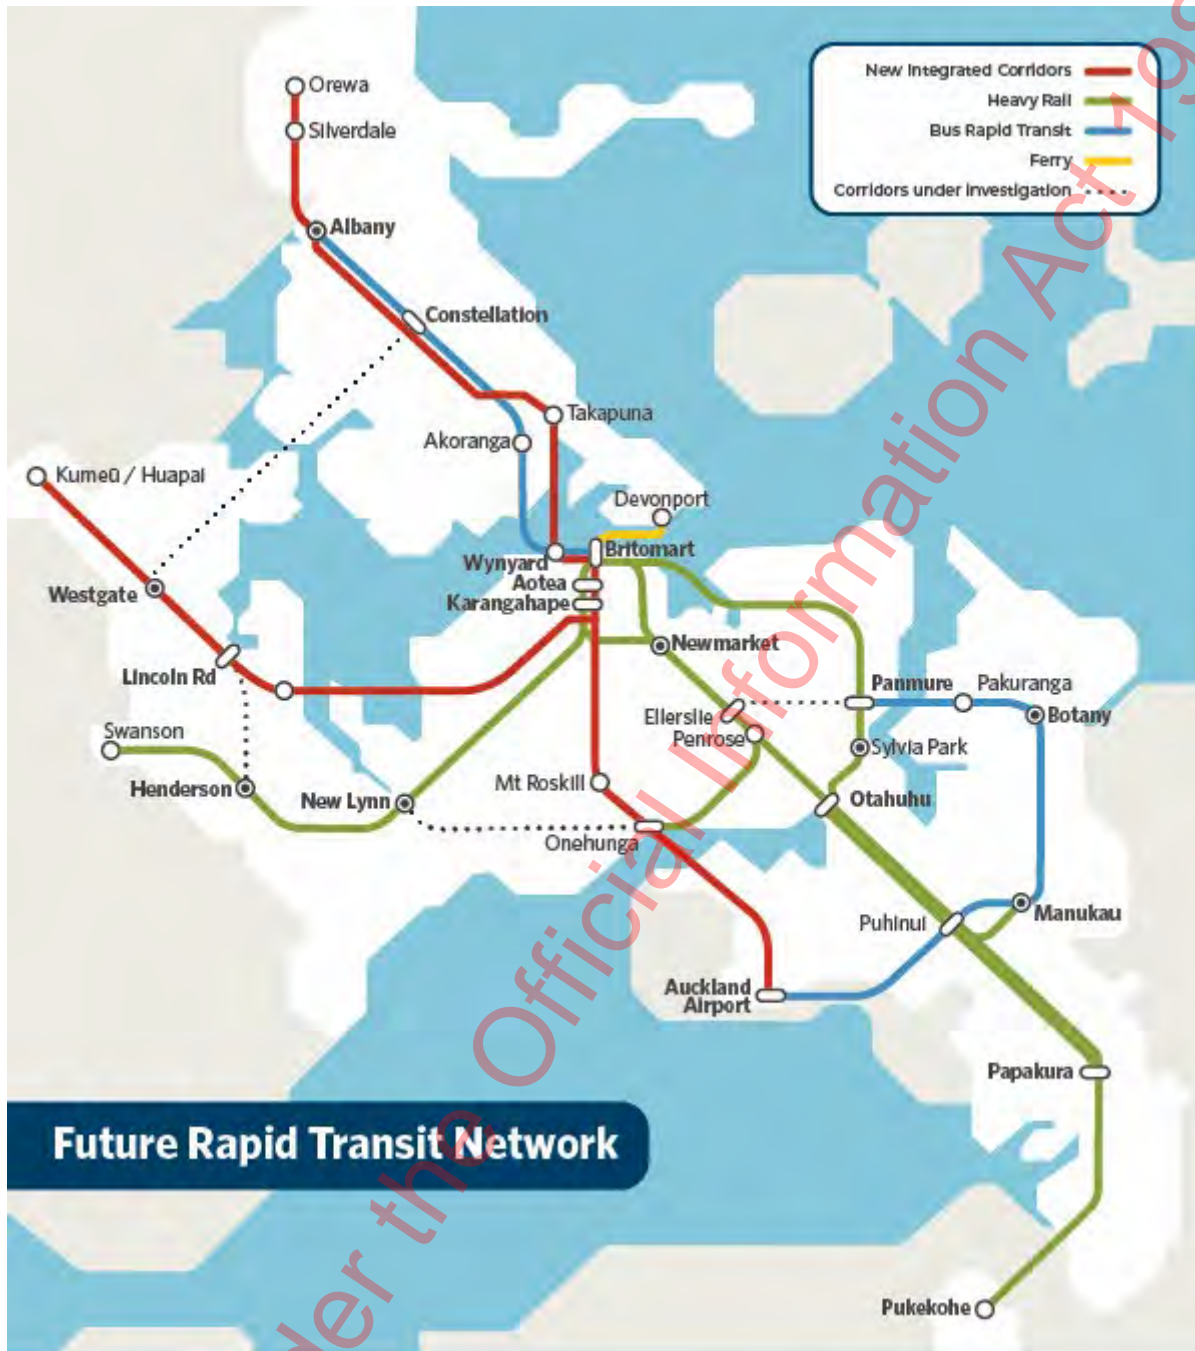 New Integrated Corridors
Heavy Rail
Bus Rapid Transit
Ferry
Corridors under investigation
Orewa
Silverdale
Albany
Constellation
Takapuna
Akoranga
Kumeū / Huapai
Devonport
Britomart
Wynyard
Aotea
Karangahape
Westgate
Newmarket
Lincoln Rd
Panmure
Pakuranga
Botany
Ellerslie
Penrose
Swanson
Sylvia Park
Henderson
New Lynn
Mt Roskill
Otahuhu
Onehunga
Puhinui
Manukau
Auckland
Airport
Papakura
Future Rapid Transit Network
Pukekohe
der the Official Information Act 198